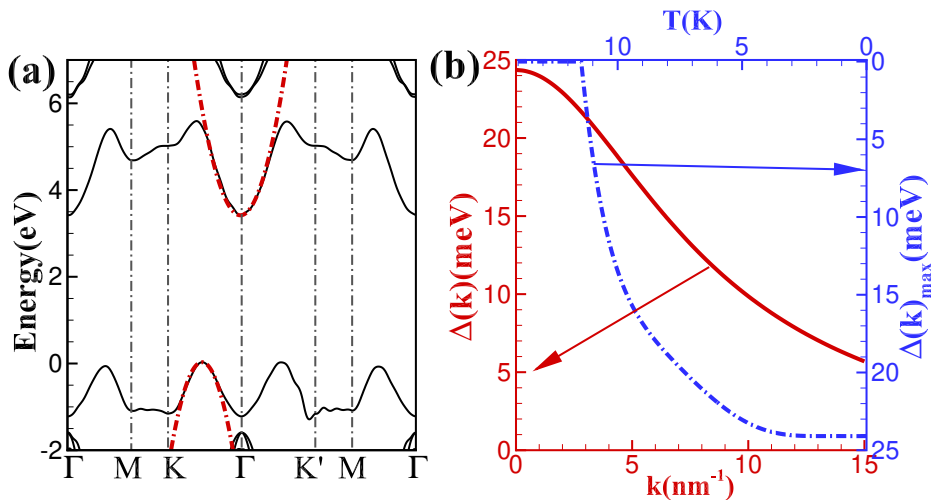 (a)
Energy(eV)
6
4
2
0
-2
Γ M K Γ K' M Γ
(b)
T(K)
10 5 0
Δ(k)(meV)
25
20
15
10
5
0
0 5 10 15
k(nm⁻¹)
0
5
10
15
20
25
Δ(k)max(meV)